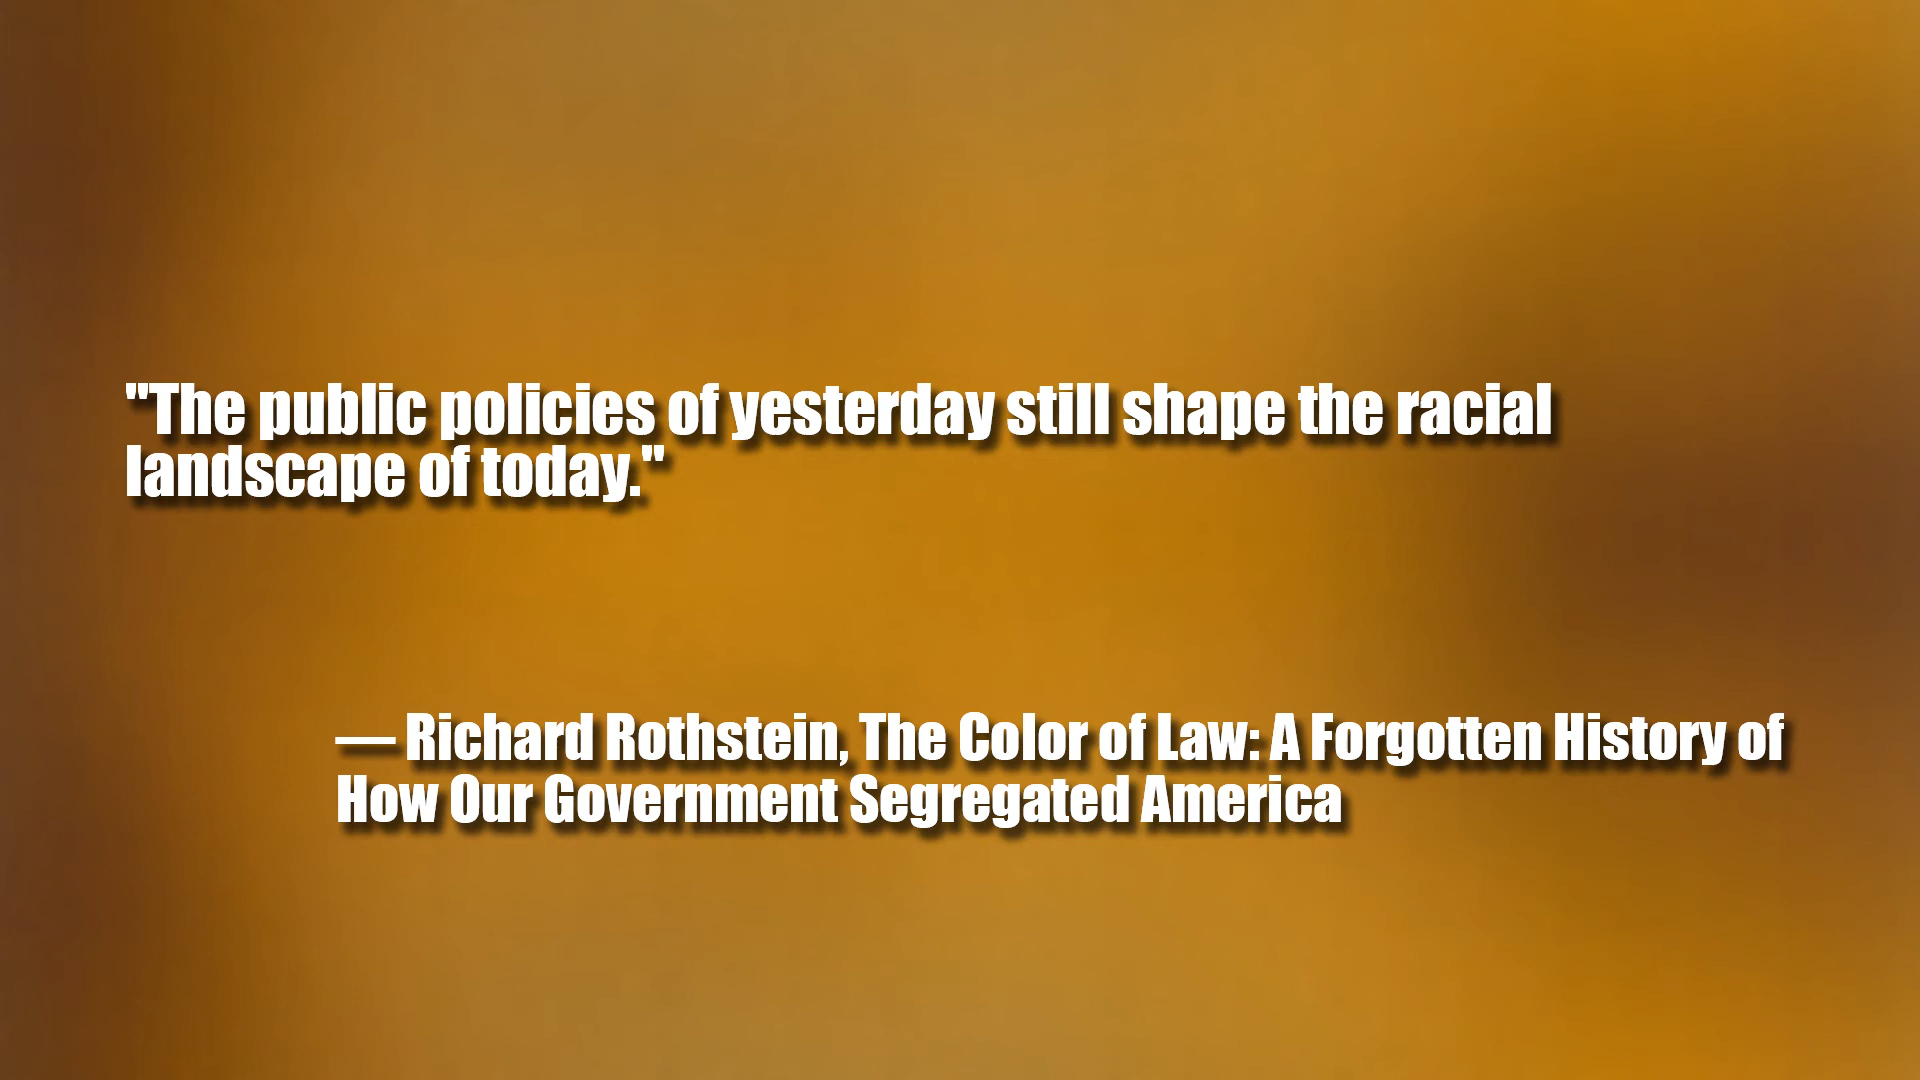 "The public policies of yesterday still shape the racial
landscape of today."
— Richard Rothstein, The Color of Law: A Forgotten History of
How Our Government Segregated America